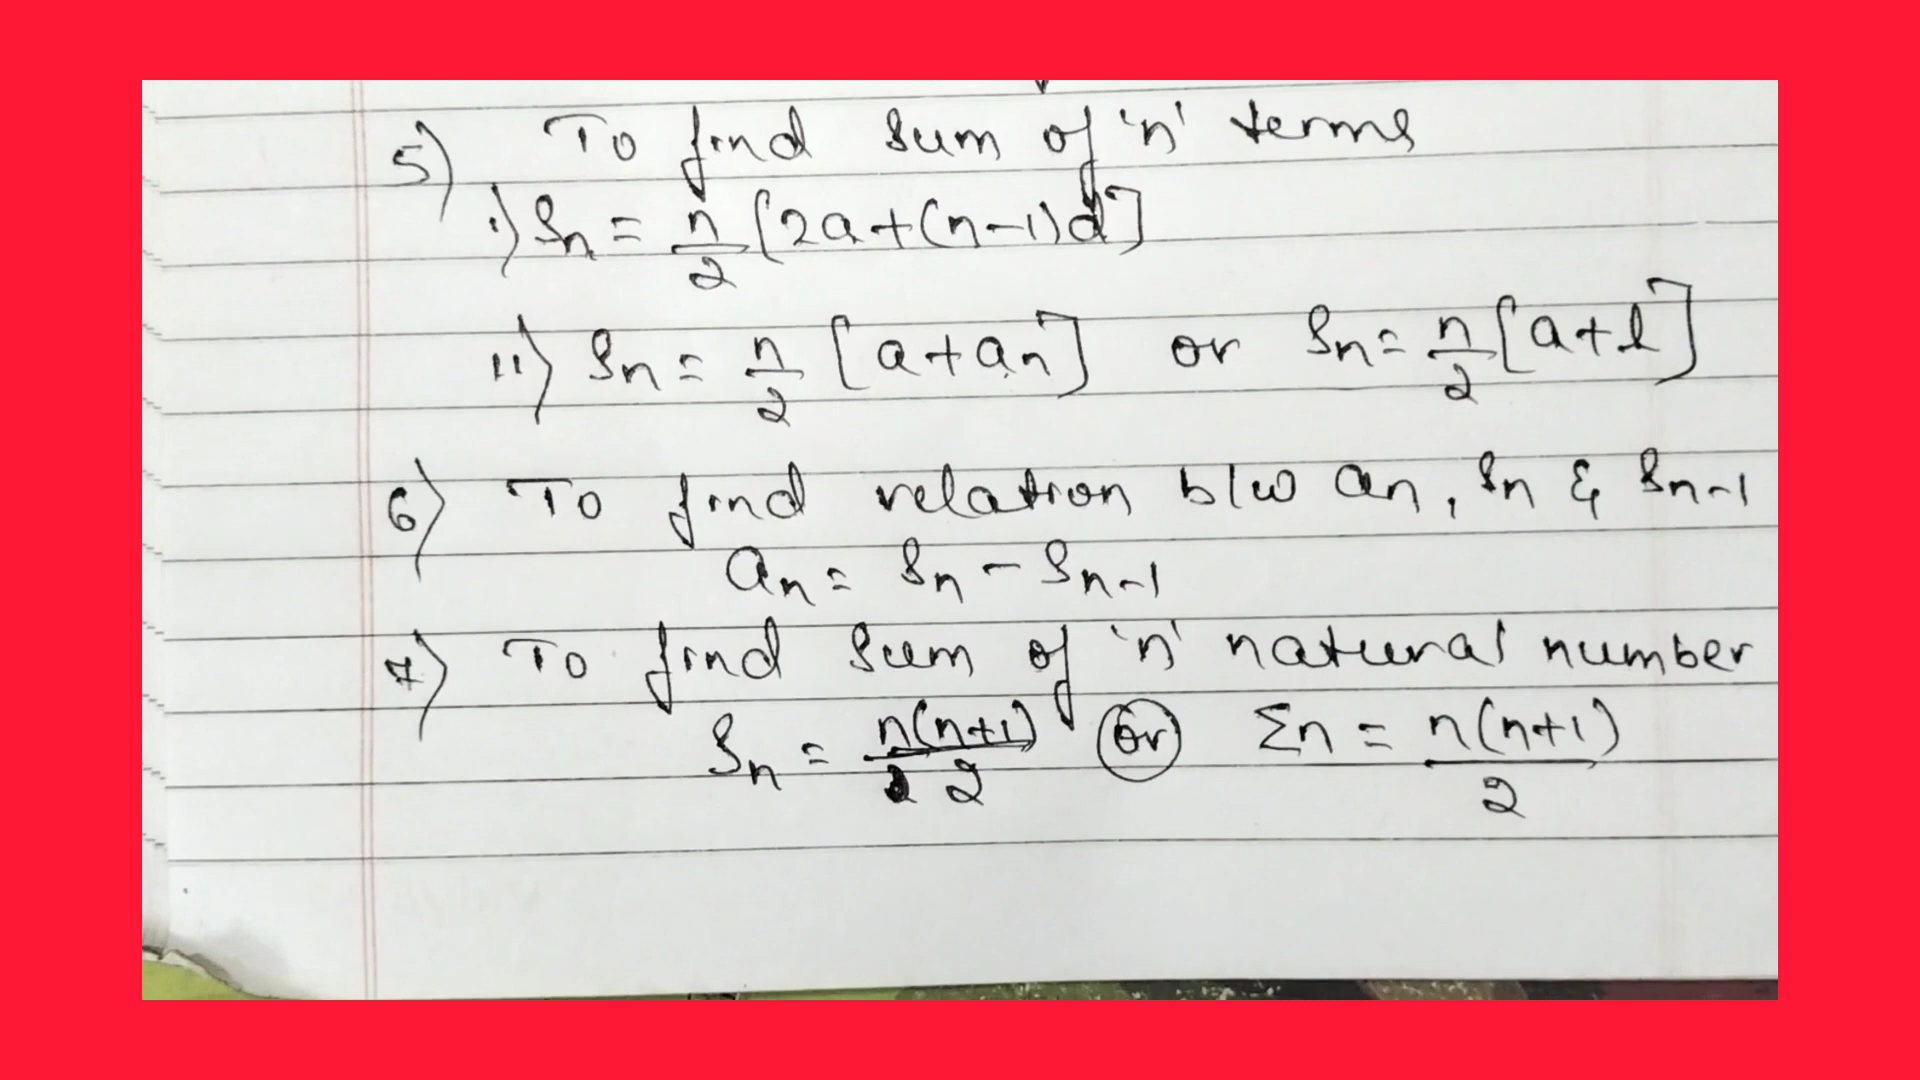 5) To find Sum of 'n' terms
i) Sn = n/2 [2a+(n-1)d]
ii) Sn = n/2 [a+an] or Sn = n/2 [a+l]
6) To find relation b/w an, Sn & Sn-1
an = Sn - Sn-1
7) To find Sum of 'n' natural number
Sn = n(n+1)/2 or Σn = n(n+1)/2